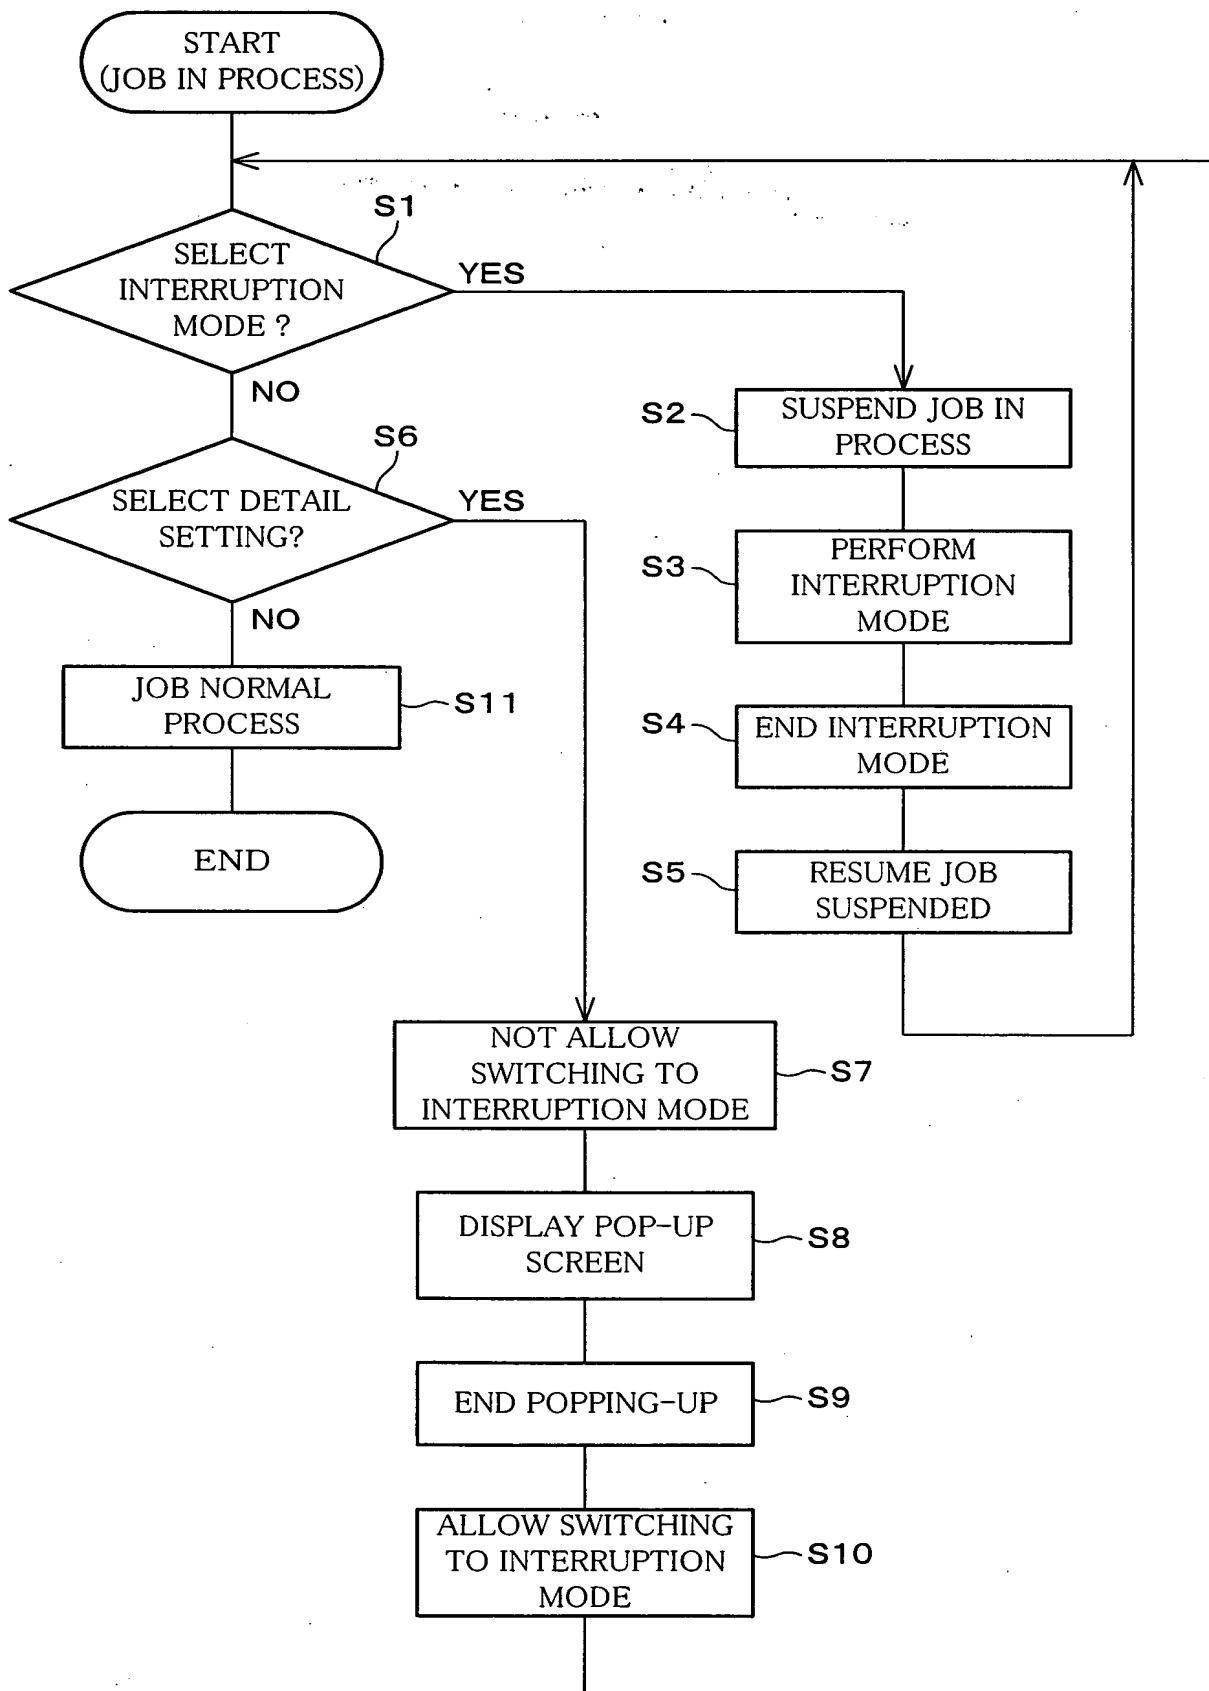 START
(JOB IN PROCESS)
S1
SELECT
INTERRUPTION
MODE ?
YES
NO
S2
SUSPEND JOB IN
PROCESS
S6
SELECT DETAIL
SETTING?
YES
NO
S3
PERFORM
INTERRUPTION
MODE
JOB NORMAL
PROCESS
S11
S4
END INTERRUPTION
MODE
END
S5
RESUME JOB
SUSPENDED
NOT ALLOW
SWITCHING TO
INTERRUPTION MODE
S7
DISPLAY POP-UP
SCREEN
S8
END POPPING-UP
S9
ALLOW SWITCHING
TO INTERRUPTION
MODE
S10